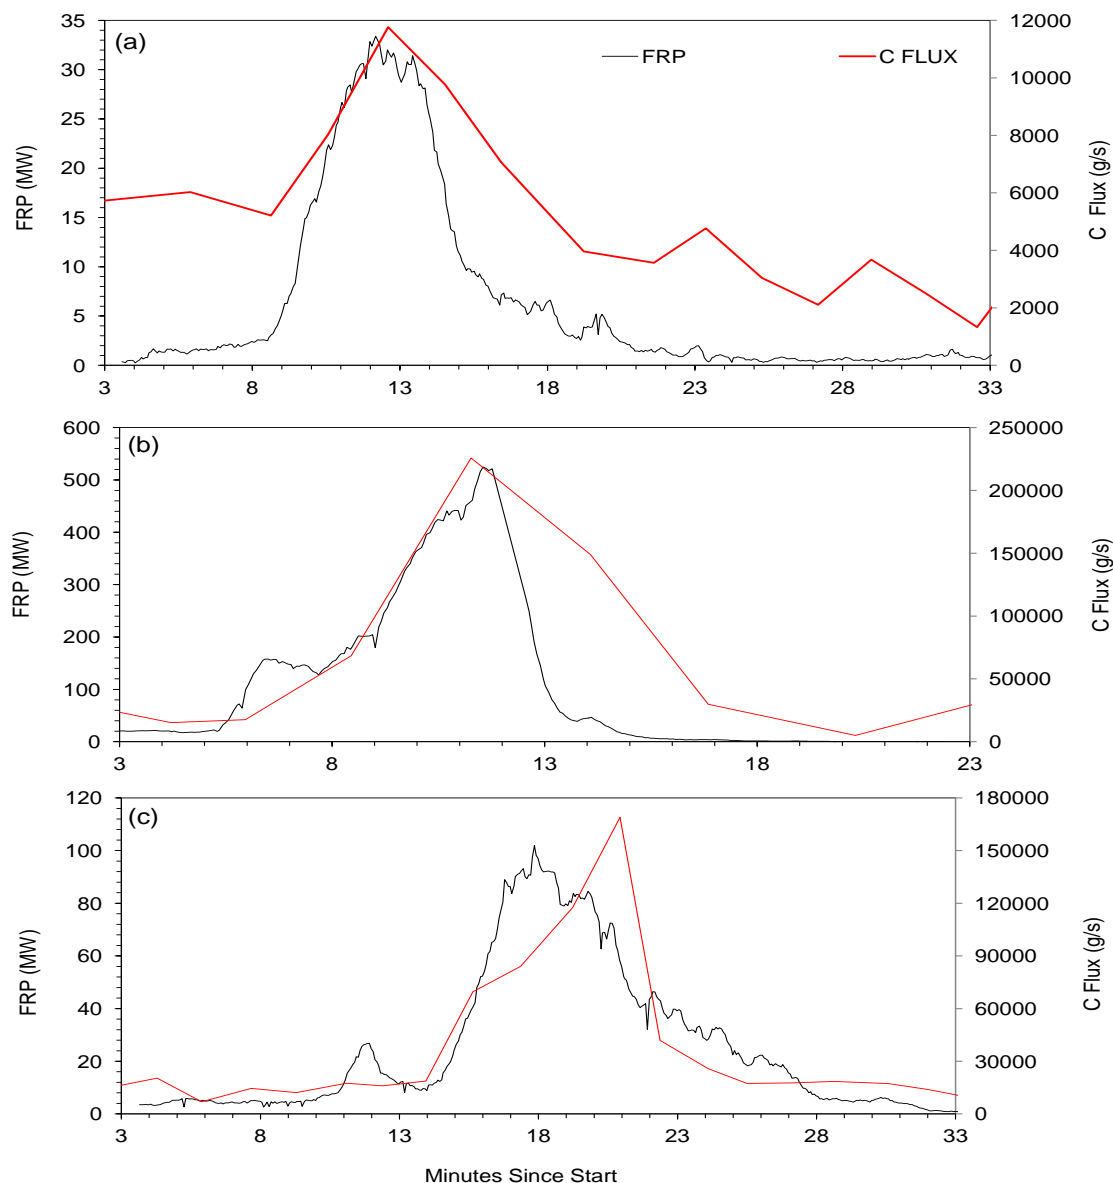 (a)
FRP
C FLUX
35
30
25
20
15
10
5
0
FRP (MW)
12000
10000
8000
6000
4000
2000
0
C Flux (g/s)
3 8 13 18 23 28 33
(b)
600
500
400
300
200
100
0
FRP (MW)
250000
200000
150000
100000
50000
0
C Flux (g/s)
3 8 13 18 23
(c)
120
100
80
60
40
20
0
FRP (MW)
180000
150000
120000
90000
60000
30000
0
C Flux (g/s)
3 8 13 18 23 28 33
Minutes Since Start